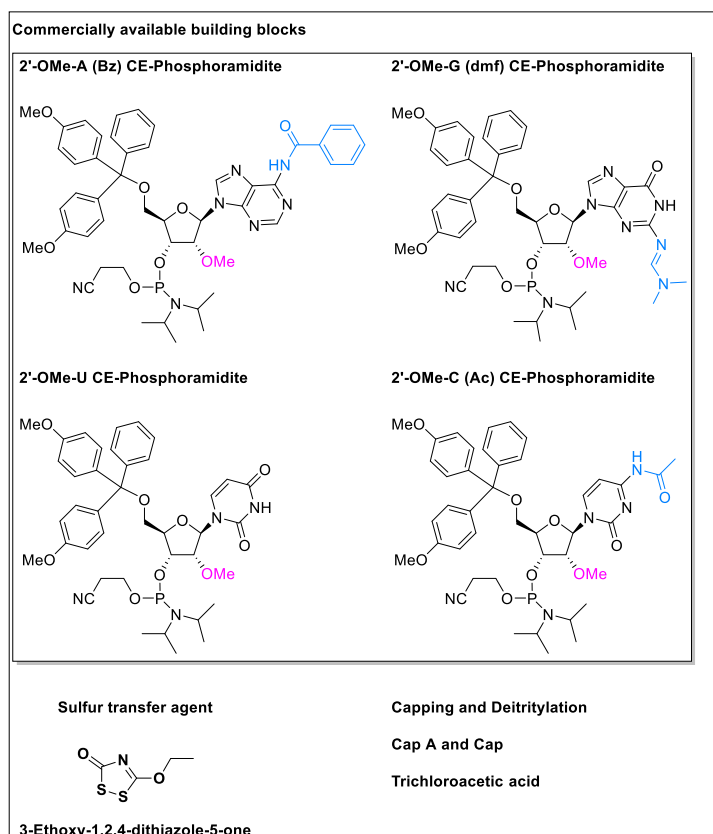 Commercially available building blocks
2'-OMe-A (Bz) CE-Phosphoramidite
2'-OMe-G (dmf) CE-Phosphoramidite
MeO
MeO
O
O
N
N
N
N
HN
O
OMe
O
P
O
NC
N
MeO
MeO
O
O
N
N
O
NH
N
N
N
OMe
O
P
O
NC
N
2'-OMe-U CE-Phosphoramidite
2'-OMe-C (Ac) CE-Phosphoramidite
MeO
MeO
O
O
N
O
NH
O
OMe
O
P
O
NC
N
MeO
MeO
O
O
N
N
O
H
N
O
OMe
O
P
O
NC
N
Sulfur transfer agent
Capping and Deitritylation
Cap A and Cap
Trichloroacetic acid
O
N
S
S
O
3-Ethoxy-1,2,4-dithiazole-5-one